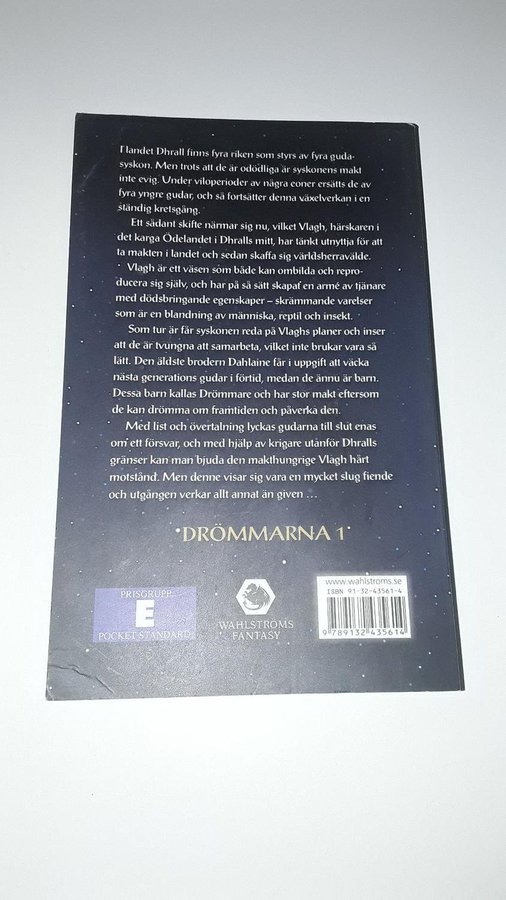 I landet Dhrall finns fyra riken som styrs av fyra guda-
syskon. Men trots att de är odödliga är syskonens makt
inte evig. Under viloperioder av några eoner ersätts de av
fyra yngre gudar, och så fortsätter denna växelverkan i en
ständig kretsgång.
Ett sådant skifte närmar sig nu, vilket Vlagh, härskaren i
det karga Ödelandet i Dhralls mitt, har tänkt utnyttja för att
ta makten i landet och sedan skaffa sig världsherravälde.
Vlagh är ett väsen som både kan ombilda och repro-
ducera sig själv, och har på så sätt skapat en armé av tjänare
med dödsbringande egenskaper – skrämmande varelser
som är en blandning av människa, reptil och insekt.
Som tur är får syskonen reda på Vlaghs planer och inser
att de är tvungna att samarbeta, vilket inte brukar vara så
lätt. Den äldste brodern Dahlaine får i uppgift att väcka
nästa generations gudar i förtid, medan de ännu är barn.
Dessa barn kallas Drömmare och har stor makt eftersom
de kan drömma om framtiden och påverka den.
Med list och övertalning lyckas gudarna till slut enas
om ett försvar, och med hjälp av krigare utanför Dhralls
gränser kan man bjuda den makthungrige Vlagh hårt
motstånd. Men denne visar sig vara en mycket slug fiende
och utgången verkar allt annat än given ...
DRÖMMARNA 1
PRISGRUPP
E
POCKET STANDARD
WAHLSTRÖMS
FANTASY
www.wahlstroms.se
ISBN 91-32-43561-4
9 789132 435614